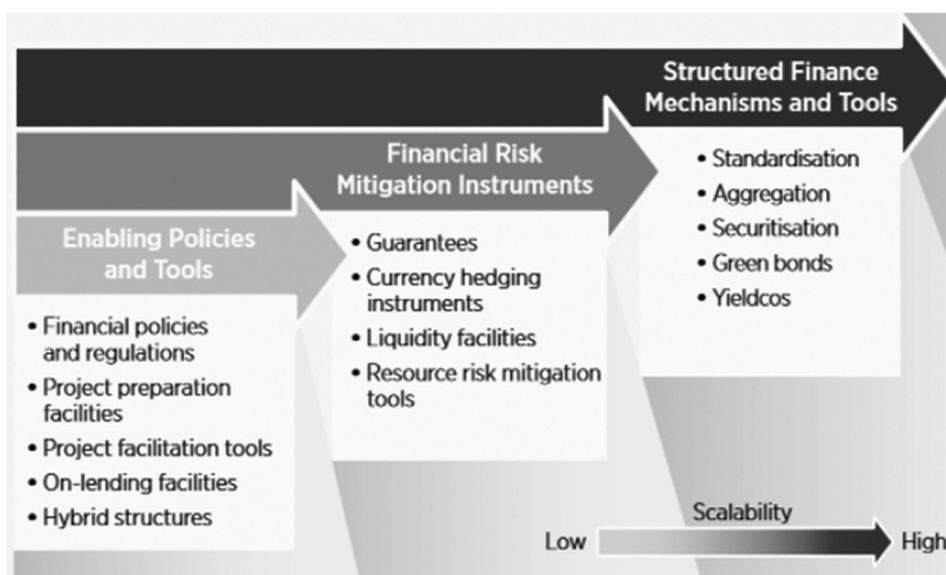 Structured Finance
Mechanisms and Tools
• Standardisation
• Aggregation
• Securitisation
• Green bonds
• Yieldcos
Financial Risk
Mitigation Instruments
• Guarantees
• Currency hedging
instruments
• Liquidity facilities
• Resource risk mitigation
tools
Enabling Policies
and Tools
• Financial policies
and regulations
• Project preparation
facilities
• Project facilitation tools
• On-lending facilities
• Hybrid structures
Scalability
Low High